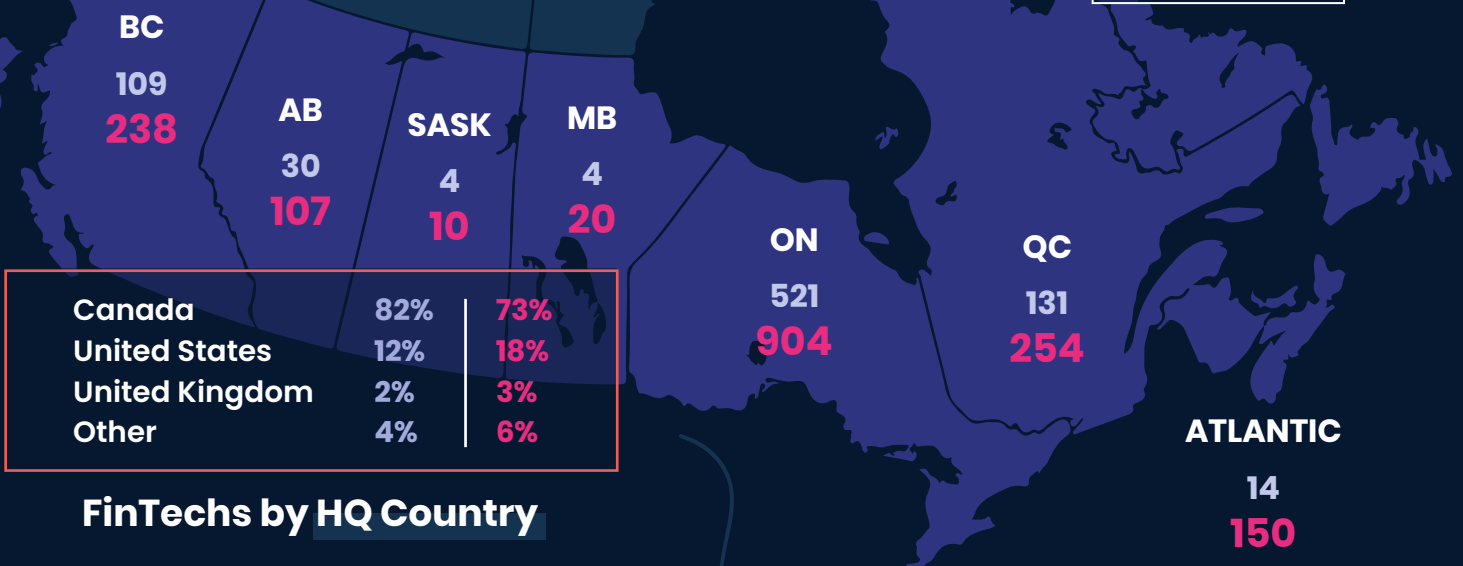 BC
109
238
AB
30
107
SASK
4
10
MB
4
20
ON
521
904
QC
131
254
ATLANTIC
14
150
Canada 82% 73%
United States 12% 18%
United Kingdom 2% 3%
Other 4% 6%
FinTechs by HQ Country